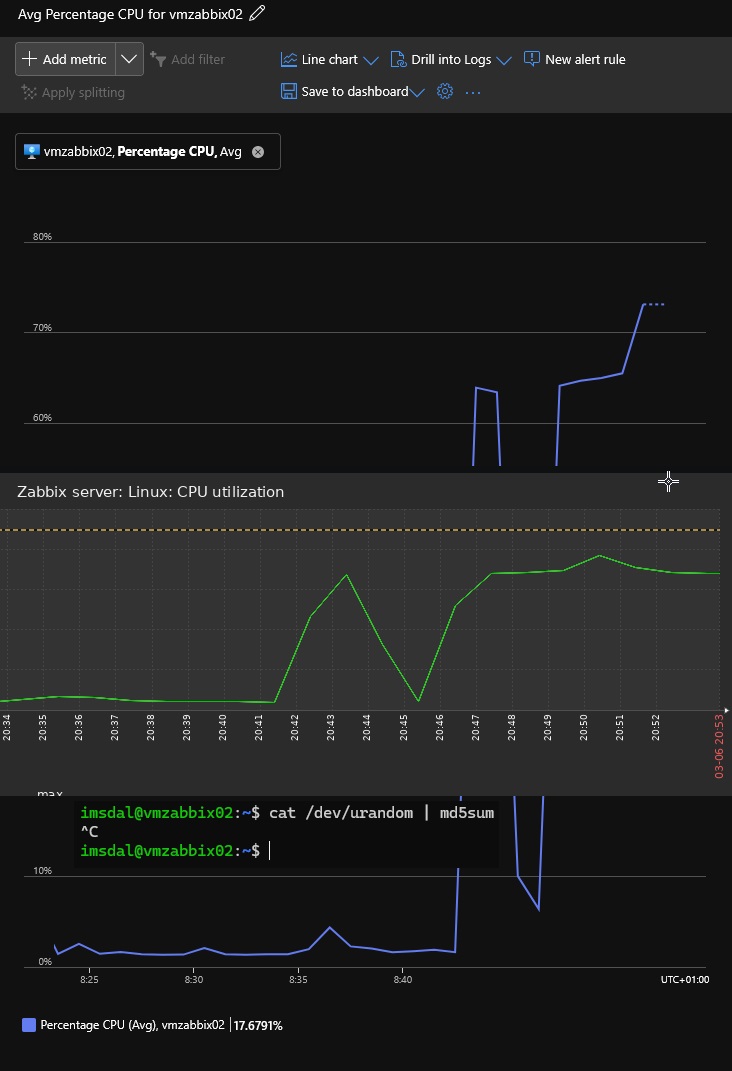 Avg Percentage CPU for vmzabbix02
Add metric
Add filter
Line chart
Drill into Logs
New alert rule
Apply splitting
Save to dashboard
...
vmzabbix02, Percentage CPU, Avg
80%
70%
60%
Zabbix server: Linux: CPU utilization
20:34 20:35 20:36 20:37 20:38 20:39 20:40 20:41 20:42 20:43 20:44 20:45 20:46 20:47 20:48 20:49 20:50 20:51 20:52 03-06 20:53
max
imsdal@vmzabbix02:~$ cat /dev/urandom | md5sum
^C
imsdal@vmzabbix02:~$
10%
0%
8:25 8:30 8:35 8:40 UTC+01:00
Percentage CPU (Avg), vmzabbix02 | 17.6791%